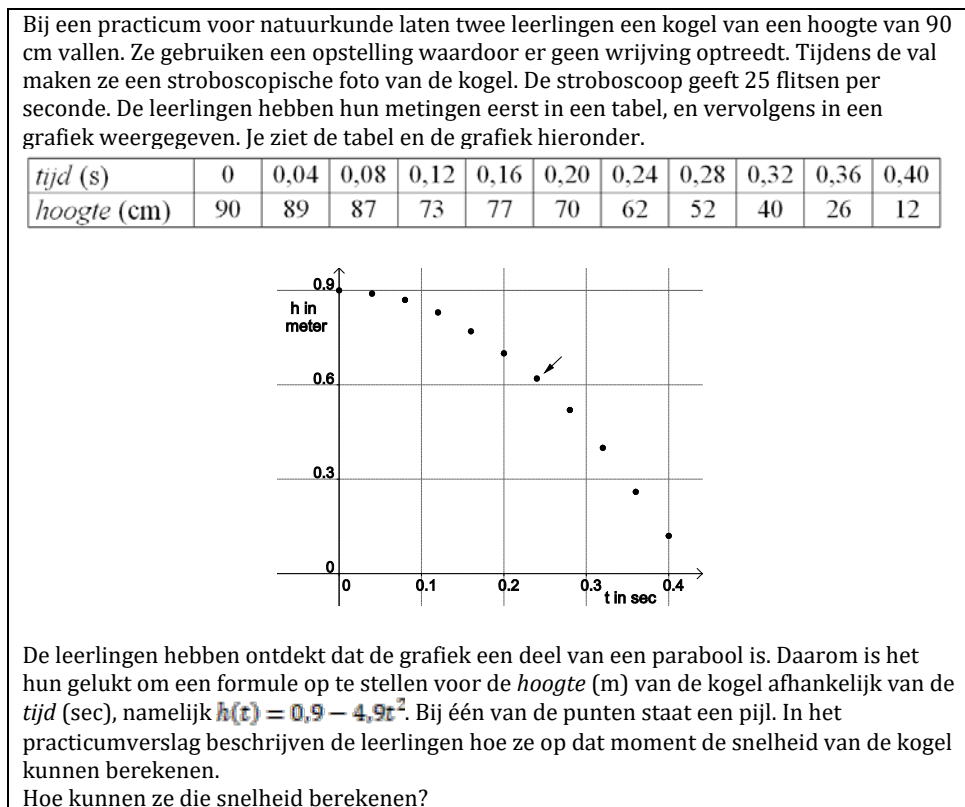 Bij een practicum voor natuurkunde laten twee leerlingen een kogel van een hoogte van 90
cm vallen. Ze gebruiken een opstelling waardoor er geen wrijving optreedt. Tijdens de val
maken ze een stroboscopische foto van de kogel. De stroboscoop geeft 25 flitsen per
seconde. De leerlingen hebben hun metingen eerst in een tabel, en vervolgens in een
grafiek weergegeven. Je ziet de tabel en de grafiek hieronder.
tijd (s) 0 0,04 0,08 0,12 0,16 0,20 0,24 0,28 0,32 0,36 0,40
hoogte (cm) 90 89 87 73 77 70 62 52 40 26 12
0.9
h in
meter
0.6
0.3
0
0 0.1 0.2 0.3 0.4
t in sec
De leerlingen hebben ontdekt dat de grafiek een deel van een parabool is. Daarom is het
hun gelukt om een formule op te stellen voor de hoogte (m) van de kogel afhankelijk van de
tijd (sec), namelijk h(t) = 0,9 − 4,9t². Bij één van de punten staat een pijl. In het
practicumverslag beschrijven de leerlingen hoe ze op dat moment de snelheid van de kogel
kunnen berekenen.
Hoe kunnen ze die snelheid berekenen?